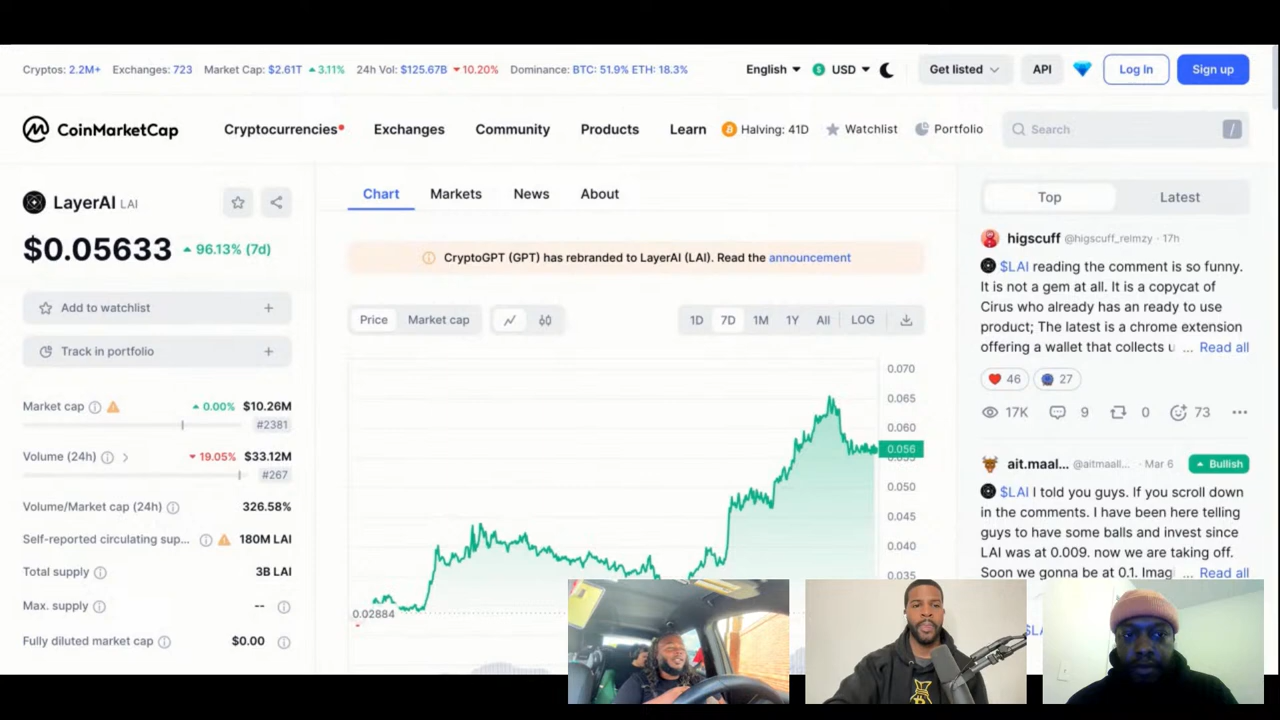 Cryptos: 2.2M+ Exchanges: 723 Market Cap: $2.61T 3.11% 24h Vol: $125.67B 10.20% Dominance: BTC: 51.9% ETH: 18.3% English USD Get listed API Log In Sign up
CoinMarketCap Cryptocurrencies Exchanges Community Products Learn Halving: 41D Watchlist Portfolio Search /
LayerAI LAI
$0.05633 96.13% (7d)
Add to watchlist +
Track in portfolio +
Market cap 0.00% $10.26M
#2381
Volume (24h) 19.05% $33.12M
#267
Volume/Market cap (24h) 326.58%
Self-reported circulating sup... 180M LAI
Total supply 3B LAI
Max. supply --
Fully diluted market cap $0.00
Chart Markets News About
CryptoGPT (GPT) has rebranded to LayerAI (LAI). Read the announcement
Price Market cap 1D 7D 1M 1Y All LOG
0.070
0.065
0.060
0.056
0.055
0.050
0.045
0.040
0.035
0.02884
Top Latest
higscuff @higscuff_reimzy · 17h
$LAI reading the comment is so funny.
It is not a gem at all. It is a copycat of
Cirus who already has an ready to use
product; The latest is a chrome extension
offering a wallet that collects u ... Read all
46 27
17K 9 0 73
ait.maal... @aitmaall... · Mar 6 Bullish
$LAI I told you guys. If you scroll down
in the comments. I have been here telling
guys to have some balls and invest since
LAI was at 0.009. now we are taking off.
Soon we gonna be at 0.1. Imag ... Read all